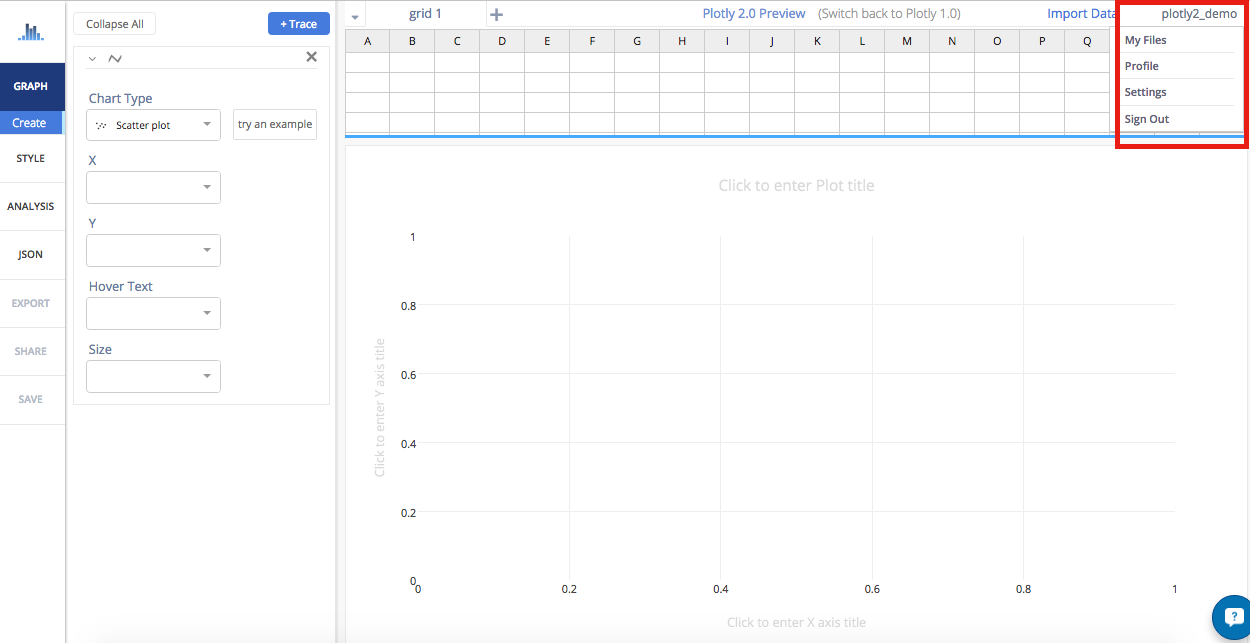 Collapse All
+ Trace
GRAPH
Create
STYLE
ANALYSIS
JSON
EXPORT
SHARE
SAVE
Chart Type
Scatter plot
try an example
X
Y
Hover Text
Size
grid 1
Plotly 2.0 Preview (Switch back to Plotly 1.0)
Import Data
plotly2_demo
My Files
Profile
Settings
Sign Out
A B C D E F G H I J K L M N O P Q
Click to enter Plot title
1
0.8
0.6
0.4
0.2
0
Click to enter Y axis title
0 0.2 0.4 0.6 0.8 1
Click to enter X axis title
?